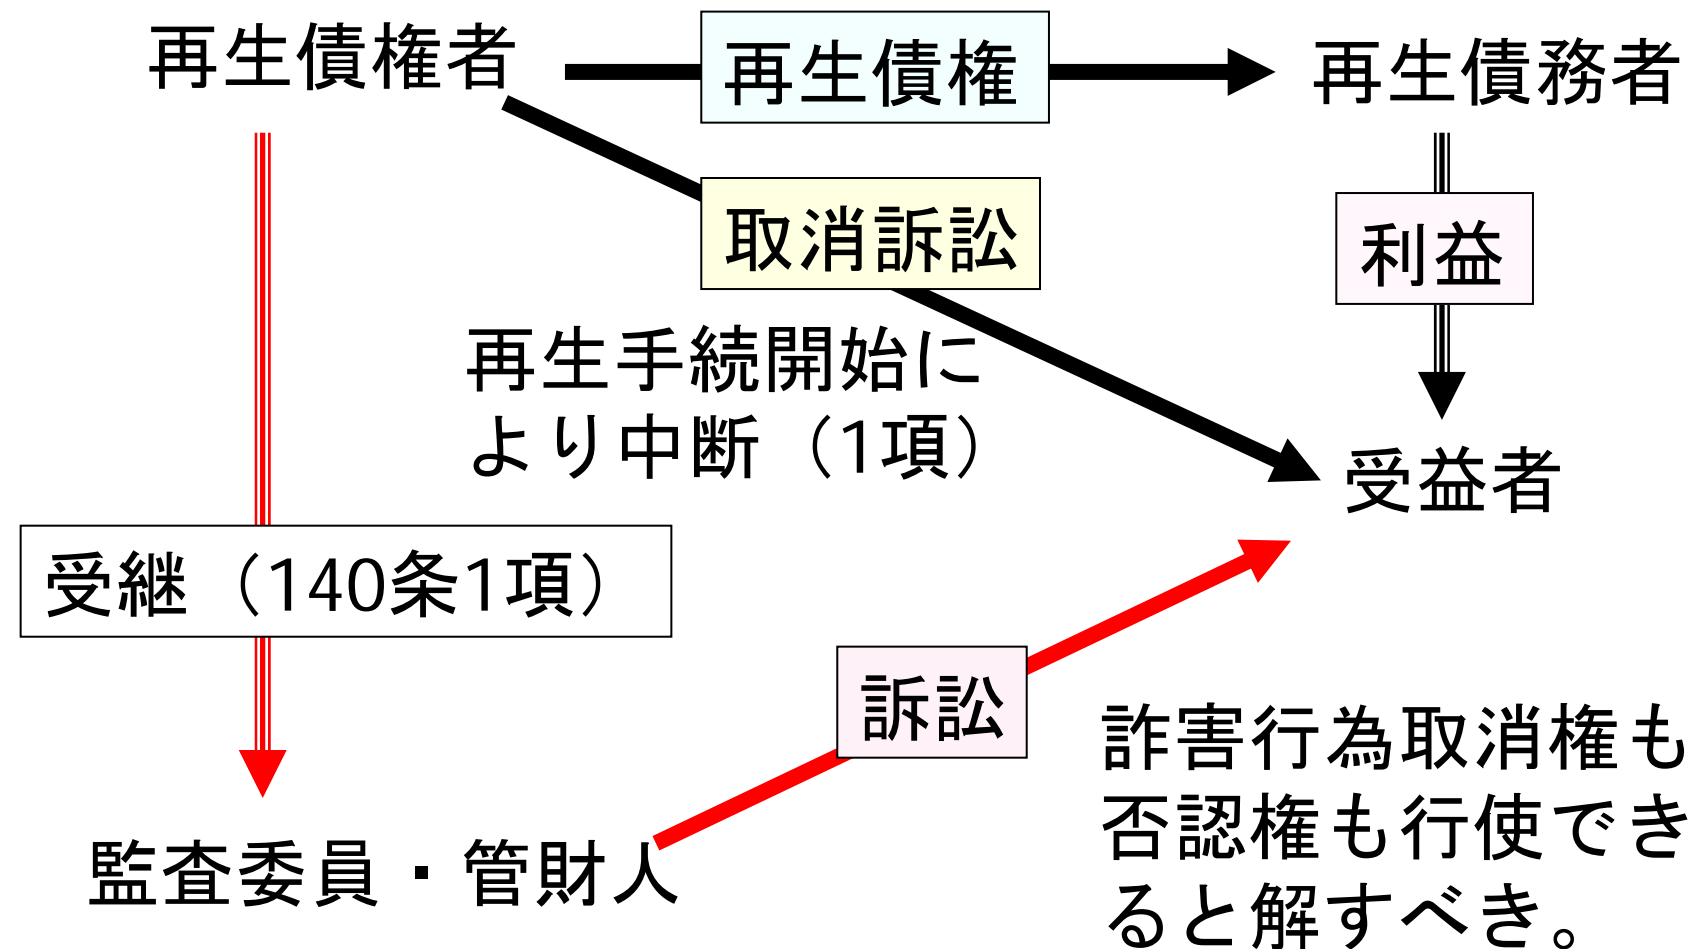 再生債権者
再生債権
再生債務者
取消訴訟
利益
再生手続開始に
より中断（1項）
受益者
受継（140条1項）
訴訟
監査委員・管財人
詐害行為取消権も
否認権も行使でき
ると解すべき。